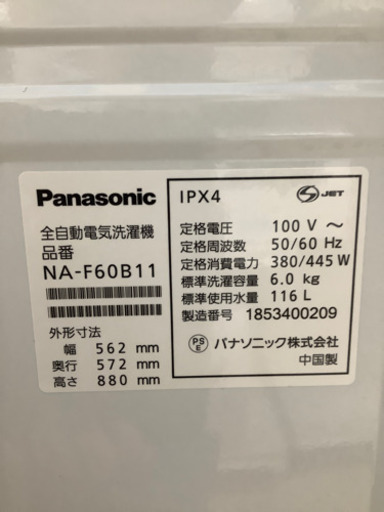 Panasonic
全自動電気洗濯機
品番
NA-F60B11
外形寸法
幅 562 mm
奥行 572 mm
高さ 880 mm
IPX4
S JET
定格電圧 100 V ～
定格周波数 50/60 Hz
定格消費電力 380/445 W
標準洗濯容量 6.0 kg
標準使用水量 116 L
製造番号 1853400209
PS E パナソニック株式会社
中国製